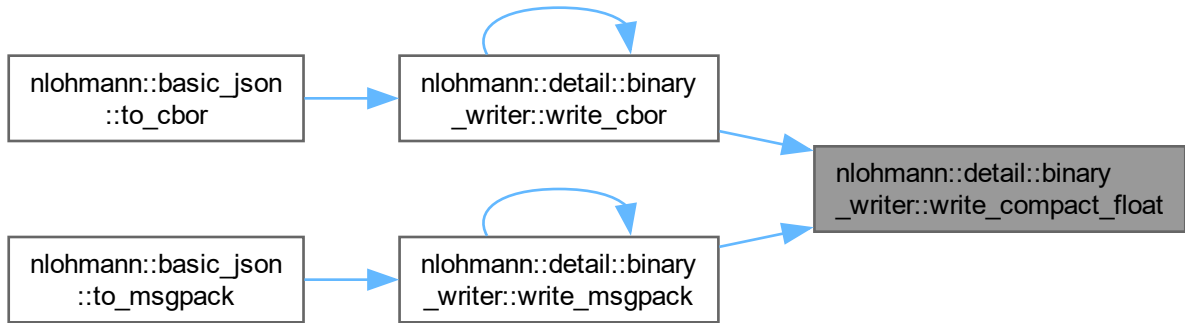 nlohmann::basic_json
::to_cbor
nlohmann::detail::binary
_writer::write_cbor
nlohmann::detail::binary
_writer::write_compact_float
nlohmann::basic_json
::to_msgpack
nlohmann::detail::binary
_writer::write_msgpack